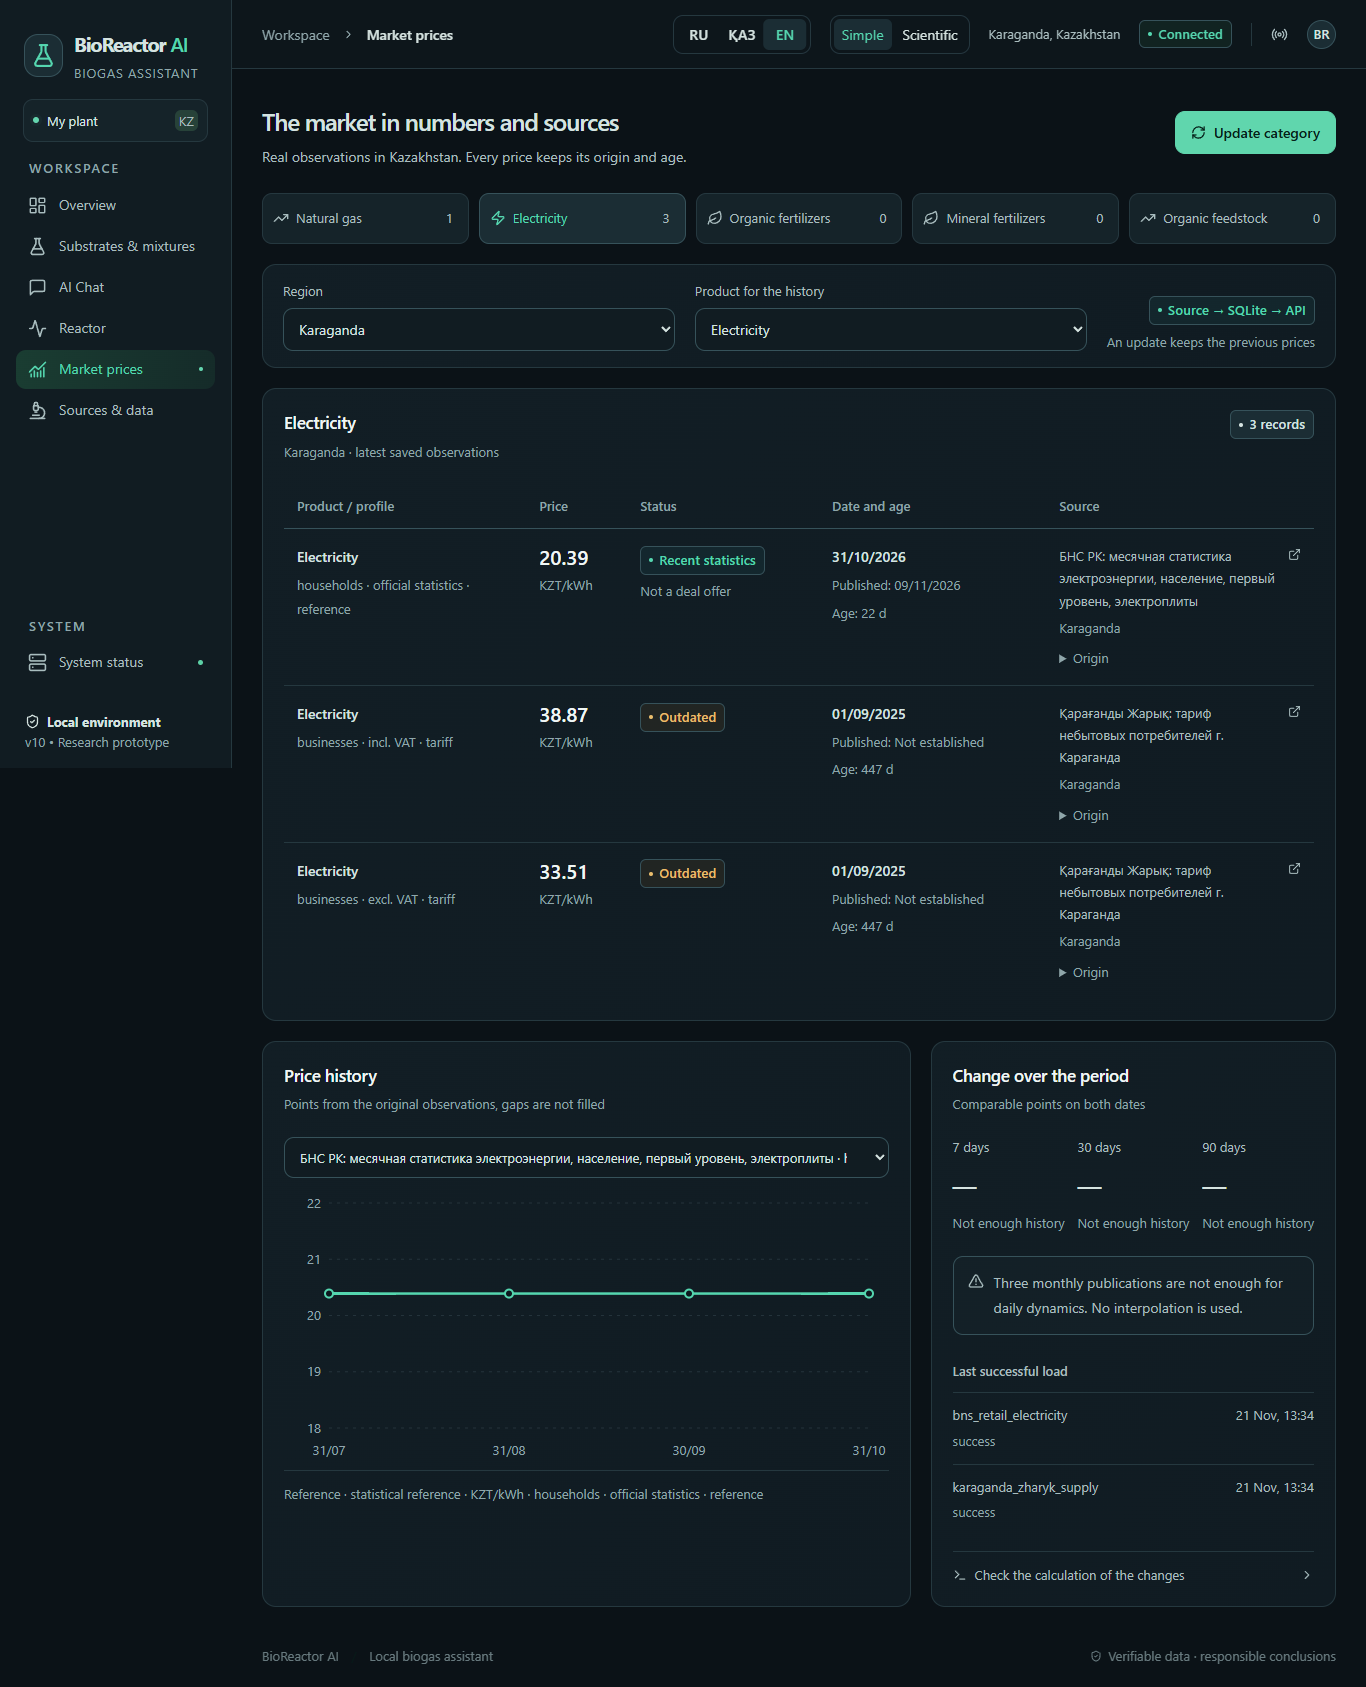 BioReactor AI
BIOGAS ASSISTANT
My plant KZ
WORKSPACE
Overview
Substrates & mixtures
AI Chat
Reactor
Market prices
Sources & data
SYSTEM
System status
Local environment
v10 • Research prototype
Workspace > Market prices
RU ҚАЗ EN
Simple Scientific
Karaganda, Kazakhstan
• Connected
BR
The market in numbers and sources
Real observations in Kazakhstan. Every price keeps its origin and age.
Update category
Natural gas 1
Electricity 3
Organic fertilizers 0
Mineral fertilizers 0
Organic feedstock 0
Region
Karaganda
Product for the history
Electricity
• Source → SQLite → API
An update keeps the previous prices
Electricity
Karaganda · latest saved observations
• 3 records
Product / profile Price Status Date and age Source
Electricity
households · official statistics ·
reference
20.39
KZT/kWh
• Recent statistics
Not a deal offer
31/10/2026
Published: 09/11/2026
Age: 22 d
БНС РК: месячная статистика
электроэнергии, население, первый
уровень, электроплиты
Karaganda
▶ Origin
Electricity
businesses · incl. VAT · tariff
38.87
KZT/kWh
• Outdated
01/09/2025
Published: Not established
Age: 447 d
Қарағанды Жарық: тариф
небытовых потребителей г.
Караганда
Karaganda
▶ Origin
Electricity
businesses · excl. VAT · tariff
33.51
KZT/kWh
• Outdated
01/09/2025
Published: Not established
Age: 447 d
Қарағанды Жарық: тариф
небытовых потребителей г.
Караганда
Karaganda
▶ Origin
Price history
Points from the original observations, gaps are not filled
БНС РК: месячная статистика электроэнергии, население, первый уровень, электроплиты ·
22
21
20
19
18
31/07 31/08 30/09 31/10
Reference · statistical reference · KZT/kWh · households · official statistics · reference
Change over the period
Comparable points on both dates
7 days 30 days 90 days
— — —
Not enough history Not enough history Not enough history
Three monthly publications are not enough for
daily dynamics. No interpolation is used.
Last successful load
bns_retail_electricity 21 Nov, 13:34
success
karaganda_zharyk_supply 21 Nov, 13:34
success
Check the calculation of the changes
BioReactor AI Local biogas assistant
Verifiable data · responsible conclusions